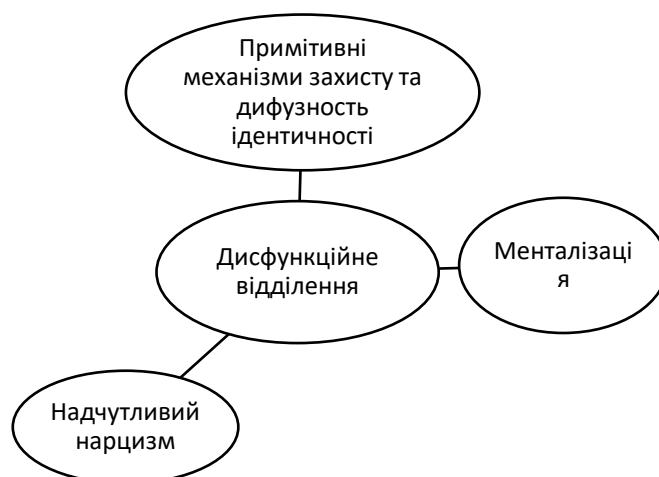 Примітивні
механізми захисту та
дифузность
ідентичності
Дисфункційне
відділення
Менталізаці
я
Надчутливий
нарцизм